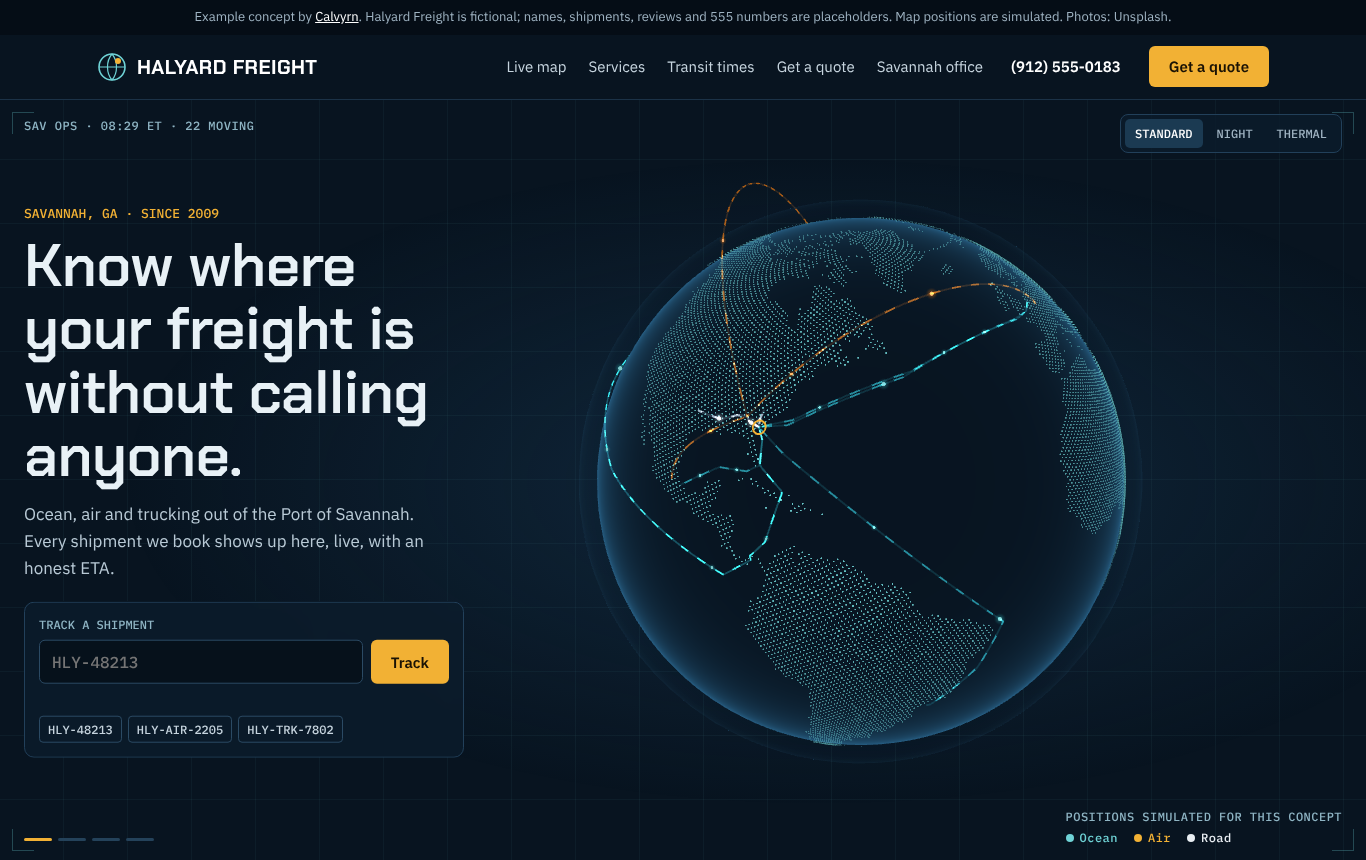 Example concept by Calvyrn. Halyard Freight is fictional; names, shipments, reviews and 555 numbers are placeholders. Map positions are simulated. Photos: Unsplash.
HALYARD FREIGHT
Live map
Services
Transit times
Get a quote
Savannah office
(912) 555-0183
Get a quote
SAV OPS · 08:29 ET · 22 MOVING
STANDARD
NIGHT
THERMAL
SAVANNAH, GA · SINCE 2009
Know where
your freight is
without calling
anyone.
Ocean, air and trucking out of the Port of Savannah.
Every shipment we book shows up here, live, with an
honest ETA.
TRACK A SHIPMENT
HLY-48213
Track
HLY-48213
HLY-AIR-2205
HLY-TRK-7802
POSITIONS SIMULATED FOR THIS CONCEPT
Ocean
Air
Road